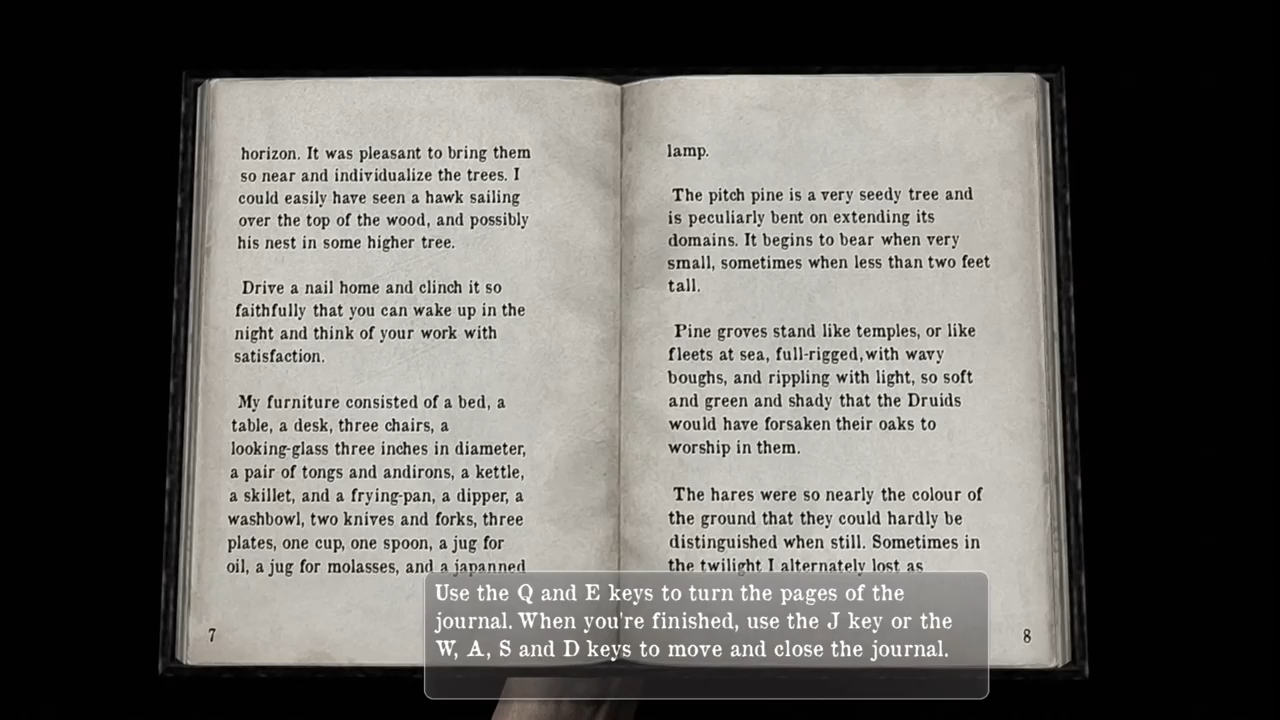 horizon. It was pleasant to bring them
so near and individualize the trees. I
could easily have seen a hawk sailing
over the top of the wood, and possibly
his nest in some higher tree.
Drive a nail home and clinch it so
faithfully that you can wake up in the
night and think of your work with
satisfaction.
My furniture consisted of a bed, a
table, a desk, three chairs, a
looking-glass three inches in diameter,
a pair of tongs and andirons, a kettle,
a skillet, and a frying-pan, a dipper, a
washbowl, two knives and forks, three
plates, one cup, one spoon, a jug for
oil, a jug for molasses, and a japanned
7
lamp.
The pitch pine is a very seedy tree and
is peculiarly bent on extending its
domains. It begins to bear when very
small, sometimes when less than two feet
tall.
Pine groves stand like temples, or like
fleets at sea, full-rigged, with wavy
boughs, and rippling with light, so soft
and green and shady that the Druids
would have forsaken their oaks to
worship in them.
The hares were so nearly the colour of
the ground that they could hardly be
distinguished when still. Sometimes in
the twilight I alternately lost as
8
Use the Q and E keys to turn the pages of the
journal. When you're finished, use the J key or the
W, A, S and D keys to move and close the journal.